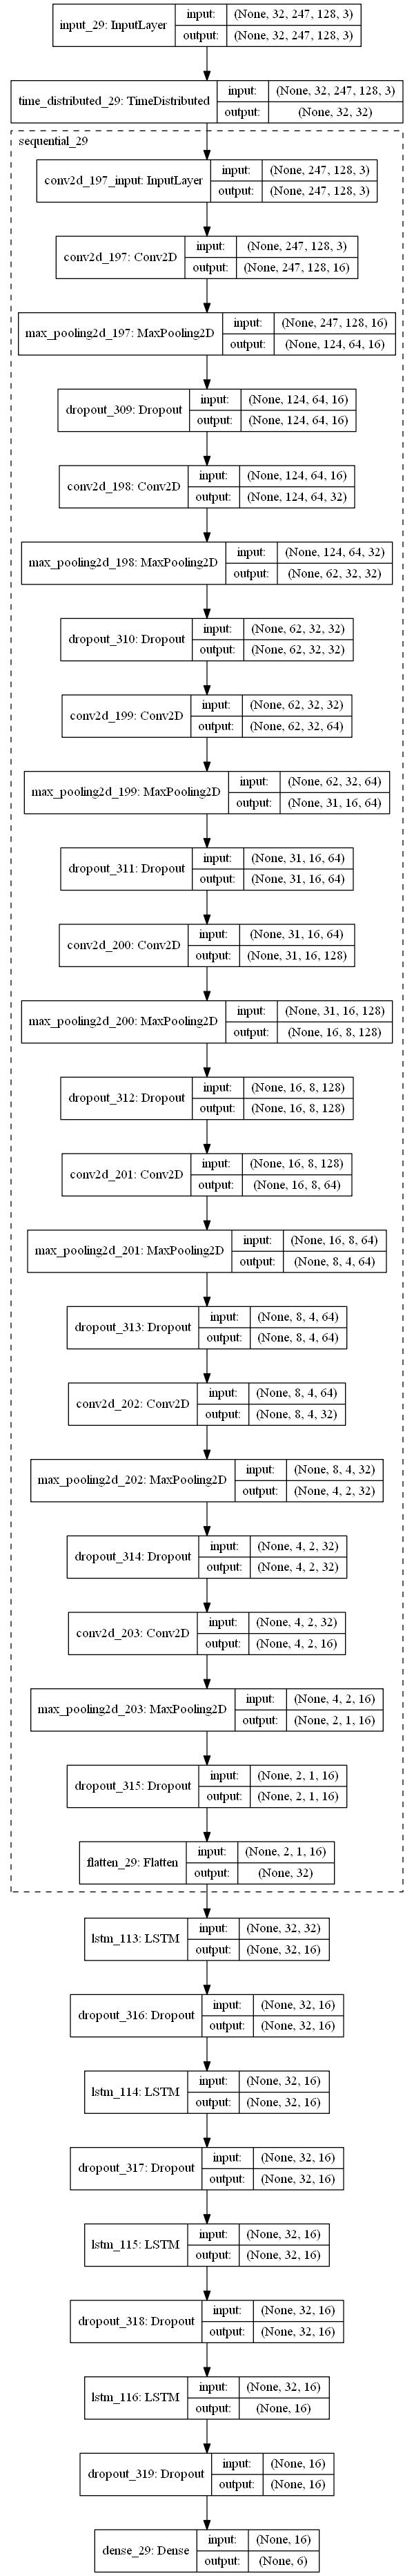 input_29: InputLayer
input: (None, 32, 247, 128, 3)
output: (None, 32, 247, 128, 3)
time_distributed_29: TimeDistributed
input: (None, 32, 247, 128, 3)
output: (None, 32, 32)
sequential_29
conv2d_197_input: InputLayer
input: (None, 247, 128, 3)
output: (None, 247, 128, 3)
conv2d_197: Conv2D
input: (None, 247, 128, 3)
output: (None, 247, 128, 16)
max_pooling2d_197: MaxPooling2D
input: (None, 247, 128, 16)
output: (None, 124, 64, 16)
dropout_309: Dropout
input: (None, 124, 64, 16)
output: (None, 124, 64, 16)
conv2d_198: Conv2D
input: (None, 124, 64, 16)
output: (None, 124, 64, 32)
max_pooling2d_198: MaxPooling2D
input: (None, 124, 64, 32)
output: (None, 62, 32, 32)
dropout_310: Dropout
input: (None, 62, 32, 32)
output: (None, 62, 32, 32)
conv2d_199: Conv2D
input: (None, 62, 32, 32)
output: (None, 62, 32, 64)
max_pooling2d_199: MaxPooling2D
input: (None, 62, 32, 64)
output: (None, 31, 16, 64)
dropout_311: Dropout
input: (None, 31, 16, 64)
output: (None, 31, 16, 64)
conv2d_200: Conv2D
input: (None, 31, 16, 64)
output: (None, 31, 16, 128)
max_pooling2d_200: MaxPooling2D
input: (None, 31, 16, 128)
output: (None, 16, 8, 128)
dropout_312: Dropout
input: (None, 16, 8, 128)
output: (None, 16, 8, 128)
conv2d_201: Conv2D
input: (None, 16, 8, 128)
output: (None, 16, 8, 64)
max_pooling2d_201: MaxPooling2D
input: (None, 16, 8, 64)
output: (None, 8, 4, 64)
dropout_313: Dropout
input: (None, 8, 4, 64)
output: (None, 8, 4, 64)
conv2d_202: Conv2D
input: (None, 8, 4, 64)
output: (None, 8, 4, 32)
max_pooling2d_202: MaxPooling2D
input: (None, 8, 4, 32)
output: (None, 4, 2, 32)
dropout_314: Dropout
input: (None, 4, 2, 32)
output: (None, 4, 2, 32)
conv2d_203: Conv2D
input: (None, 4, 2, 32)
output: (None, 4, 2, 16)
max_pooling2d_203: MaxPooling2D
input: (None, 4, 2, 16)
output: (None, 2, 1, 16)
dropout_315: Dropout
input: (None, 2, 1, 16)
output: (None, 2, 1, 16)
flatten_29: Flatten
input: (None, 2, 1, 16)
output: (None, 32)
lstm_113: LSTM
input: (None, 32, 32)
output: (None, 32, 16)
dropout_316: Dropout
input: (None, 32, 16)
output: (None, 32, 16)
lstm_114: LSTM
input: (None, 32, 16)
output: (None, 32, 16)
dropout_317: Dropout
input: (None, 32, 16)
output: (None, 32, 16)
lstm_115: LSTM
input: (None, 32, 16)
output: (None, 32, 16)
dropout_318: Dropout
input: (None, 32, 16)
output: (None, 32, 16)
lstm_116: LSTM
input: (None, 32, 16)
output: (None, 16)
dropout_319: Dropout
input: (None, 16)
output: (None, 16)
dense_29: Dense
input: (None, 16)
output: (None, 6)